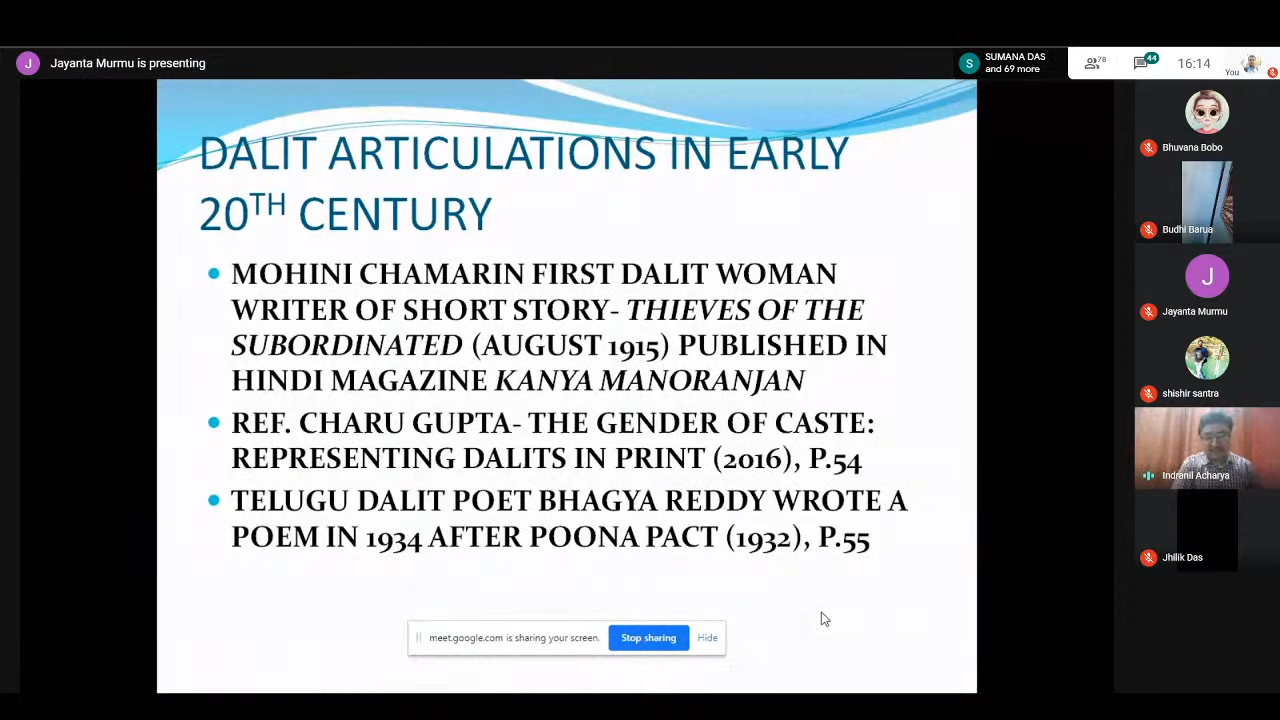 J Jayanta Murmu is presenting
S SUMANA DAS
and 69 more
78 44 16:14 You
DALIT ARTICULATIONS IN EARLY
20TH CENTURY
MOHINI CHAMARIN FIRST DALIT WOMAN
WRITER OF SHORT STORY- THIEVES OF THE
SUBORDINATED (AUGUST 1915) PUBLISHED IN
HINDI MAGAZINE KANYA MANORANJAN
REF. CHARU GUPTA- THE GENDER OF CASTE:
REPRESENTING DALITS IN PRINT (2016), P.54
TELUGU DALIT POET BHAGYA REDDY WROTE A
POEM IN 1934 AFTER POONA PACT (1932), P.55
meet.google.com is sharing your screen. Stop sharing Hide
Bhuvana Bobo
Budhi Barua
J
Jayanta Murmu
shishir santra
Indranil Acharya
Jhilik Das